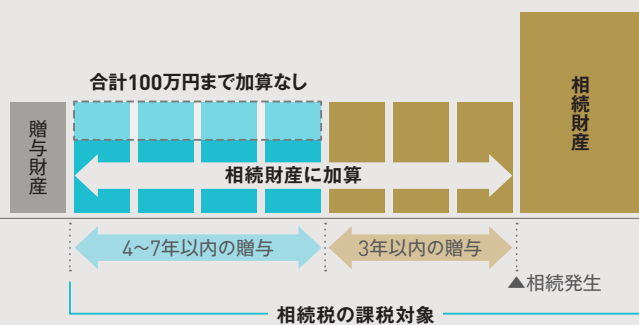 合計100万円まで加算なし
贈与財産
相続財産に加算
相続財産
4〜7年以内の贈与
3年以内の贈与
▲相続発生
相続税の課税対象